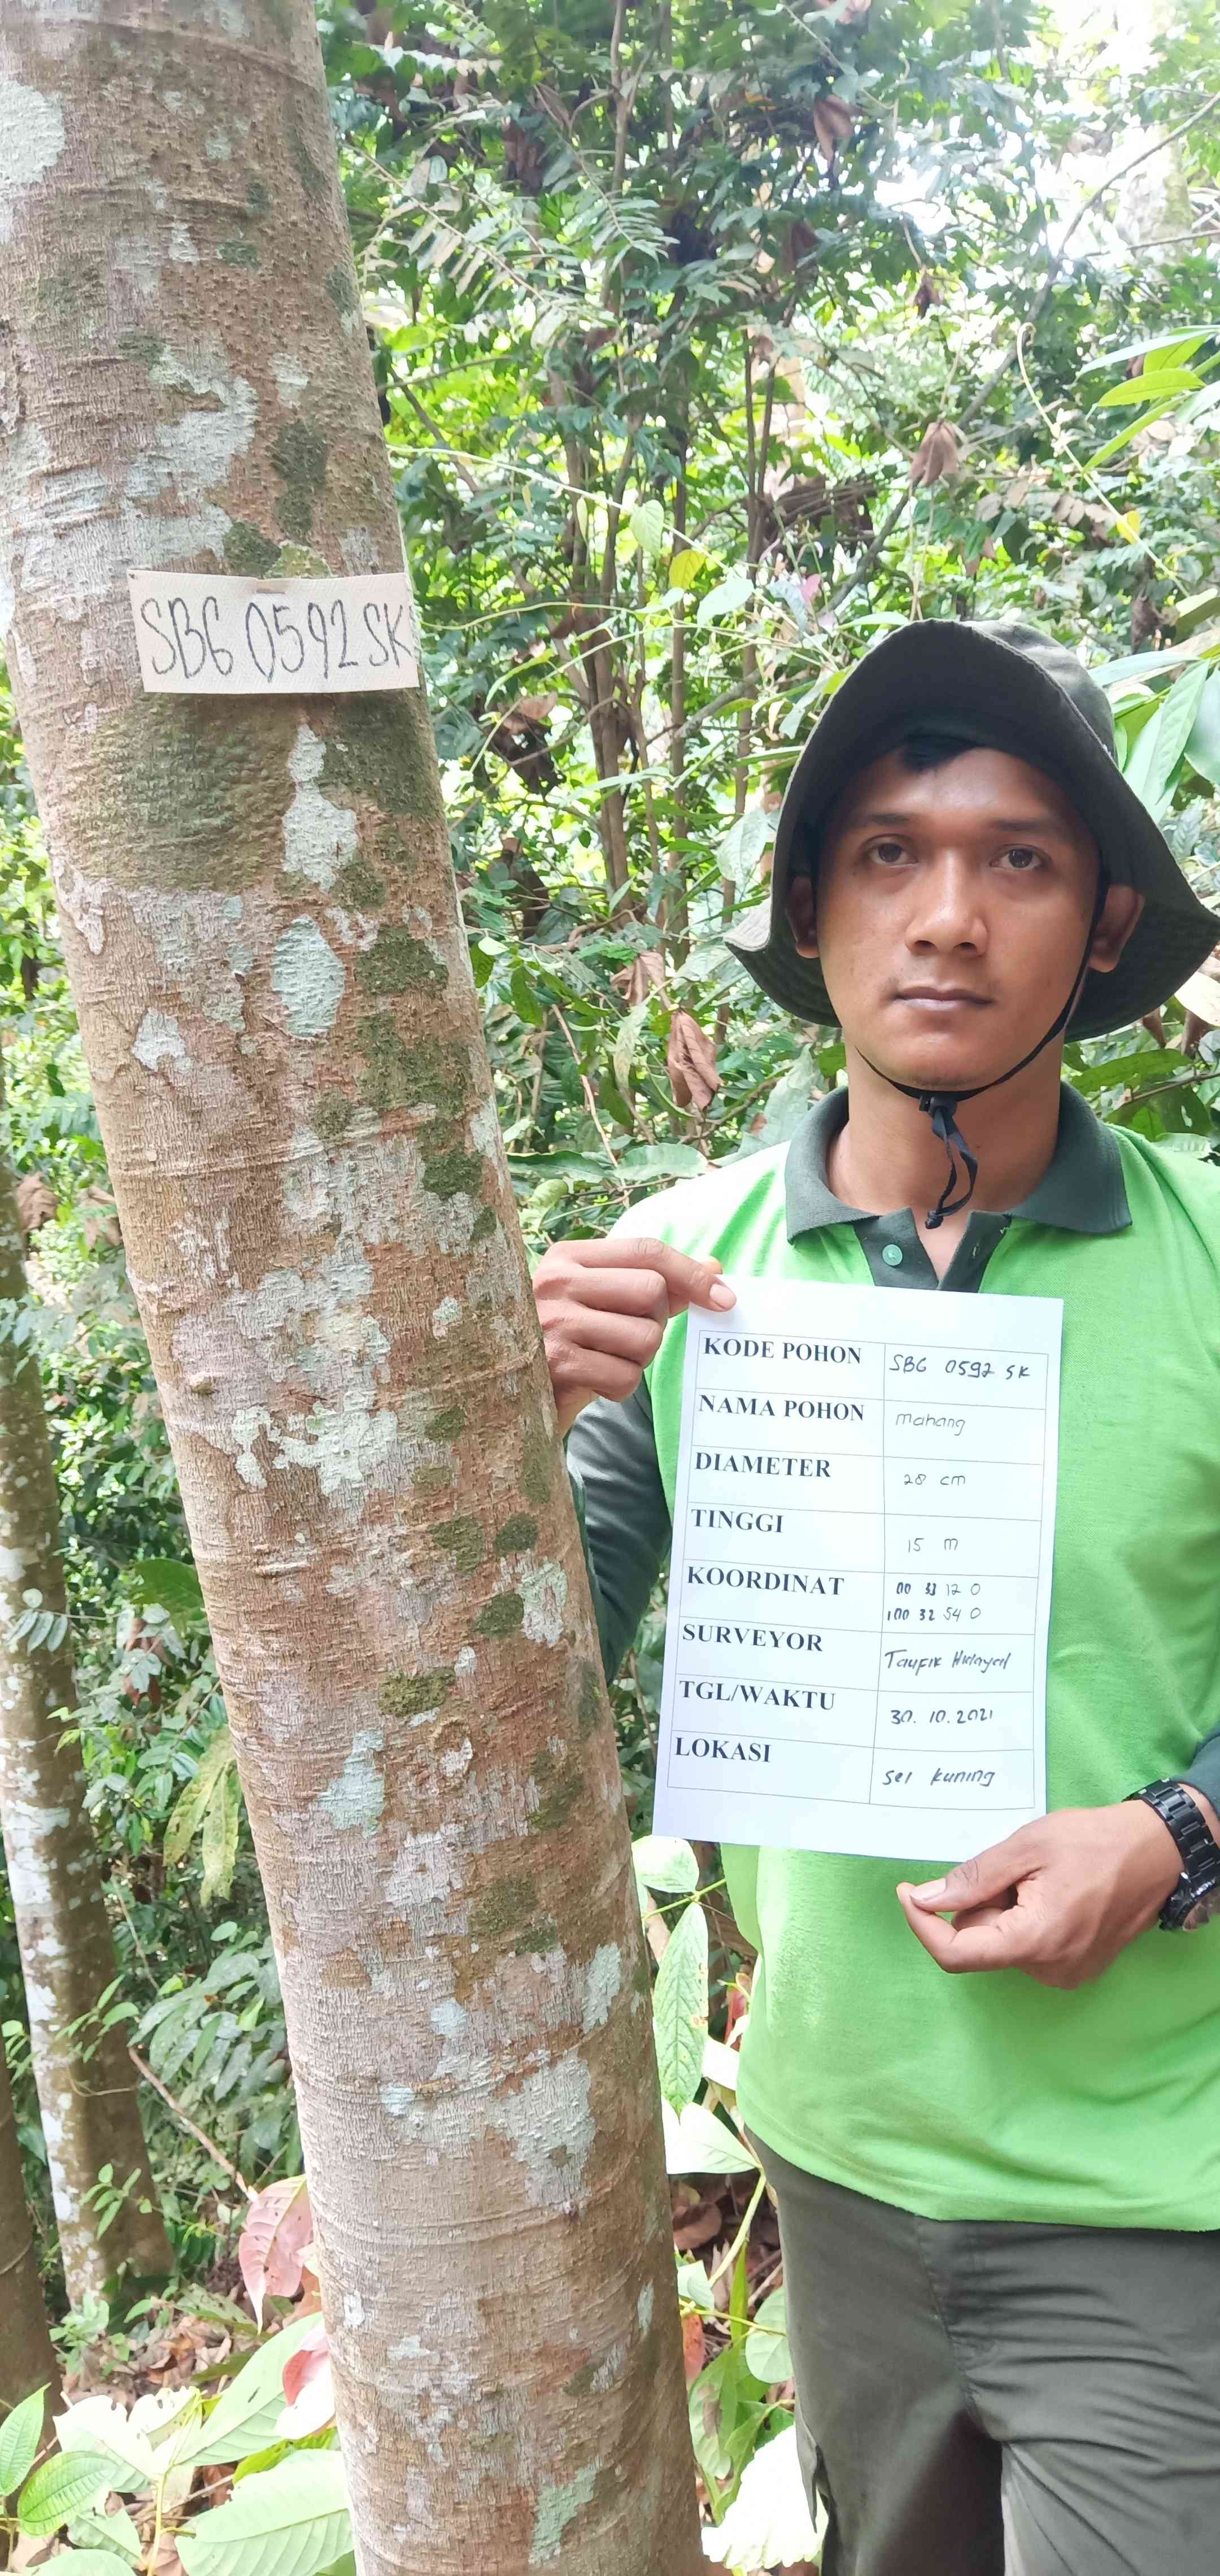 SBG 0592 SK
KODE POHON SBG 0592 SK
NAMA POHON mahang
DIAMETER 28 cm
TINGGI 15 m
KOORDINAT 00 33 12 0
100 32 54 0
SURVEYOR Taufik Hidayat
TGL/WAKTU 30.10.2021
LOKASI sei kuning